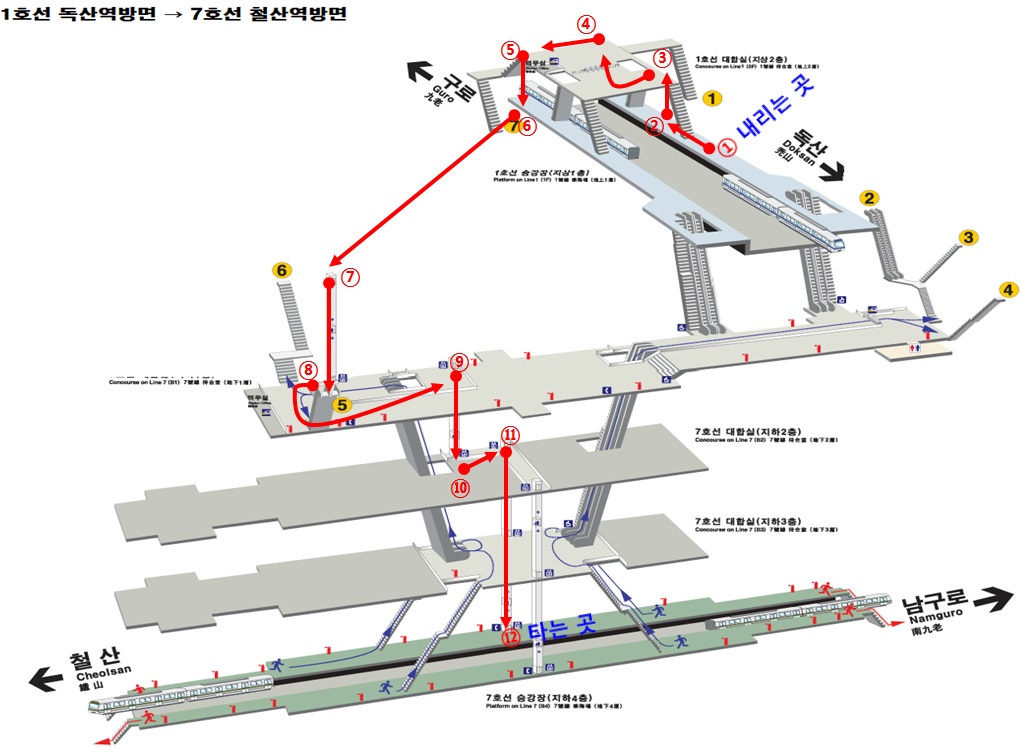 1호선 독산역방면 → 7호선 철산역방면
④
⑤
역무실
③
1호선 대합실(지상2층)
Concourse on Line1 (2F) 1號線 待合室 (地上2層)
구로
Guro
九老
1
내리는 곳
7
⑥
②
①
독산
Doksan
禿山
1호선 승강장(지상1층)
Platform on Line1 (1F) 1號線 乘降場 (地上1層)
2
3
6
⑦
4
⑧
⑨
Concourse on Line 7 (B1) 7號線 待合室 (地下1層)
역무실
5
⑪
7호선 대합실(지하2층)
Concourse on Line 7 (B2) 7號線 待合室 (地下2層)
⑩
7호선 대합실(지하3층)
Concourse on Line 7 (B3) 7號線 待合室 (地下3層)
남구로
Namguro
南九老
⑫
타는 곳
철산
Cheolsan
鐵山
7호선 승강장(지하4층)
Platform on Line 7 (B4) 7號線 乘降場 (地下4層)